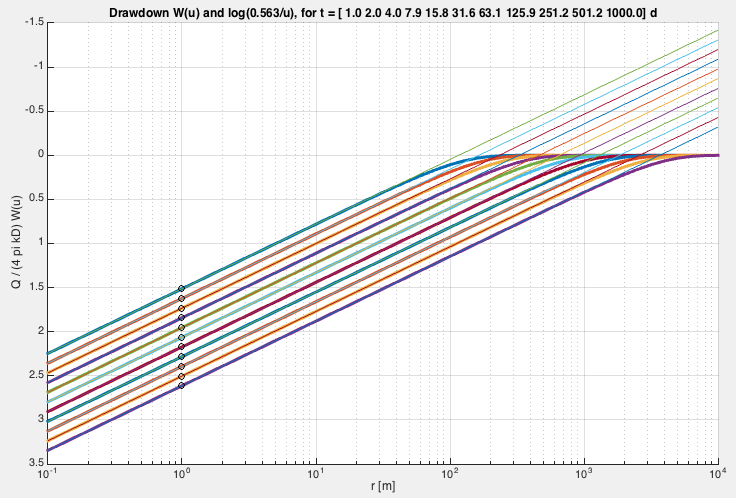 Drawdown W(u) and log(0.563/u), for t = [ 1.0 2.0 4.0 7.9 15.8 31.6 63.1 125.9 251.2 501.2 1000.0] d
-1.5
-1
-0.5
0
0.5
1
1.5
2
2.5
3
3.5
Q / (4 pi kD) W(u)
10^-1 10^0 10^1 10^2 10^3 10^4
r [m]